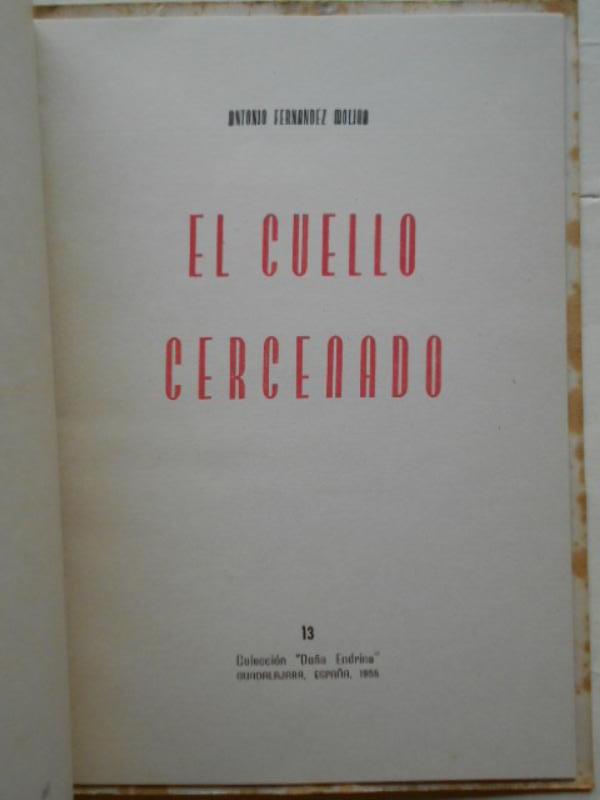 ANTONIO FERNANDEZ MOLINA
EL CUELLO
CERCENADO
13
Colección "Doña Endrina"
GUADALAJARA, ESPAÑA, 1955